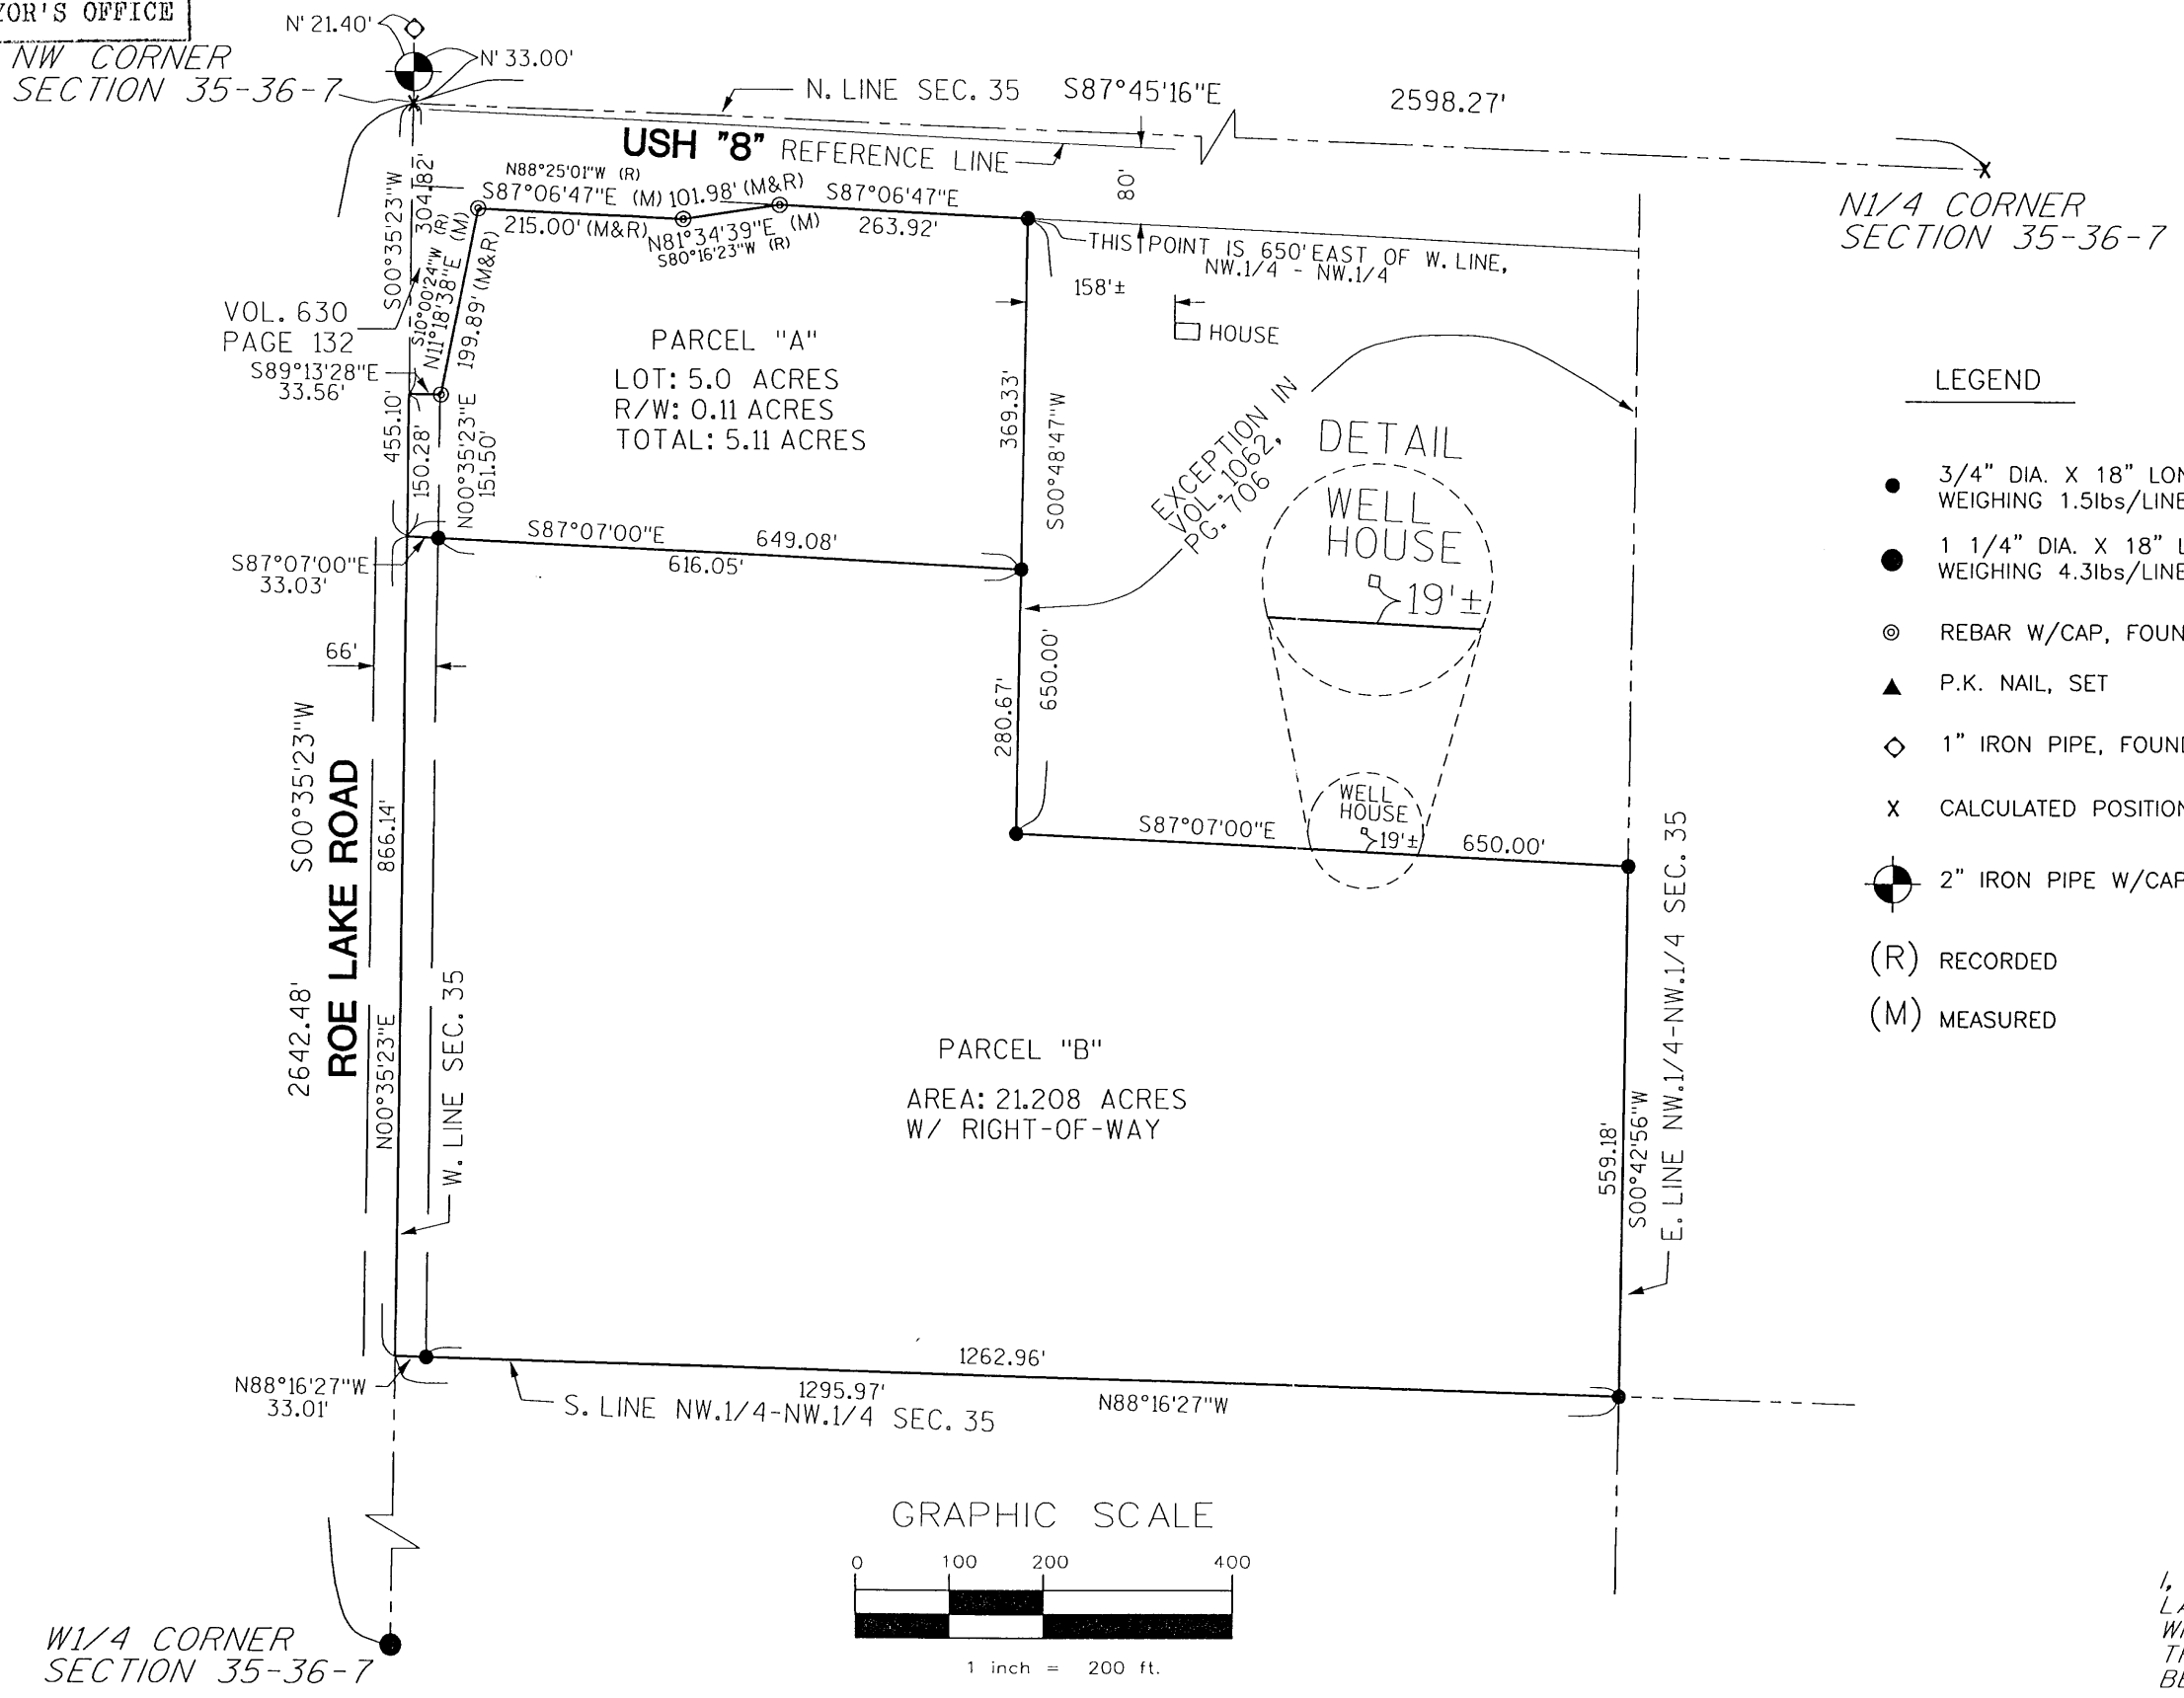 OFFICE
NW CORNER
SECTION 35-36-7
N' 21.40'
N' 33.00'
N. LINE SEC. 35
S87°45'16"E
2598.27'
USH "8" REFERENCE LINE
80'
N1/4 CORNER
SECTION 35-36-7
N88°25'01"W (R)
S87°06'47"E (M)
215.00' (M&R)
101.98' (M&R)
N81°34'39"E (M)
S80°16'23"W (R)
S87°06'47"E
263.92'
THIS POINT IS 650' EAST OF W. LINE,
NW.1/4 - NW.1/4
158'±
HOUSE
S00°35'23"W
304.82'
S10°00'24"W (R)
N11°18'38"E (M)
199.89' (M&R)
VOL. 630
PAGE 132
S89°13'28"E
33.56'
455.10'
150.28'
N00°35'23"E
151.50'
PARCEL "A"
LOT: 5.0 ACRES
R/W: 0.11 ACRES
TOTAL: 5.11 ACRES
369.33'
S00°48'47"W
EXCEPTION IN
VOL. 1062,
PG. 706
DETAIL
WELL
HOUSE
19'±
S87°07'00"E
33.03'
S87°07'00"E
649.08'
616.05'
66'
280.67'
650.00'
WELL
HOUSE
19'±
S87°07'00"E
650.00'
S00°35'23"W
2642.48'
ROE LAKE ROAD
866.14'
N00°35'23"E
W. LINE SEC. 35
PARCEL "B"
AREA: 21.208 ACRES
W/ RIGHT-OF-WAY
559.18'
S00°42'56"W
E. LINE NW.1/4-NW.1/4 SEC. 35
N88°16'27"W
33.01'
1262.96'
1295.97'
N88°16'27"W
S. LINE NW.1/4-NW.1/4 SEC. 35
W1/4 CORNER
SECTION 35-36-7
GRAPHIC SCALE
0 100 200 400
1 inch = 200 ft.
LEGEND
3/4" DIA. X 18"
WEIGHING 1.5lbs/
1 1/4" DIA. X 18"
WEIGHING 4.3lbs/
REBAR W/CAP,
P.K. NAIL, SET
1" IRON PIPE,
X CALCULATED POSITION
2" IRON PIPE W/CAP
(R) RECORDED
(M) MEASURED
I,